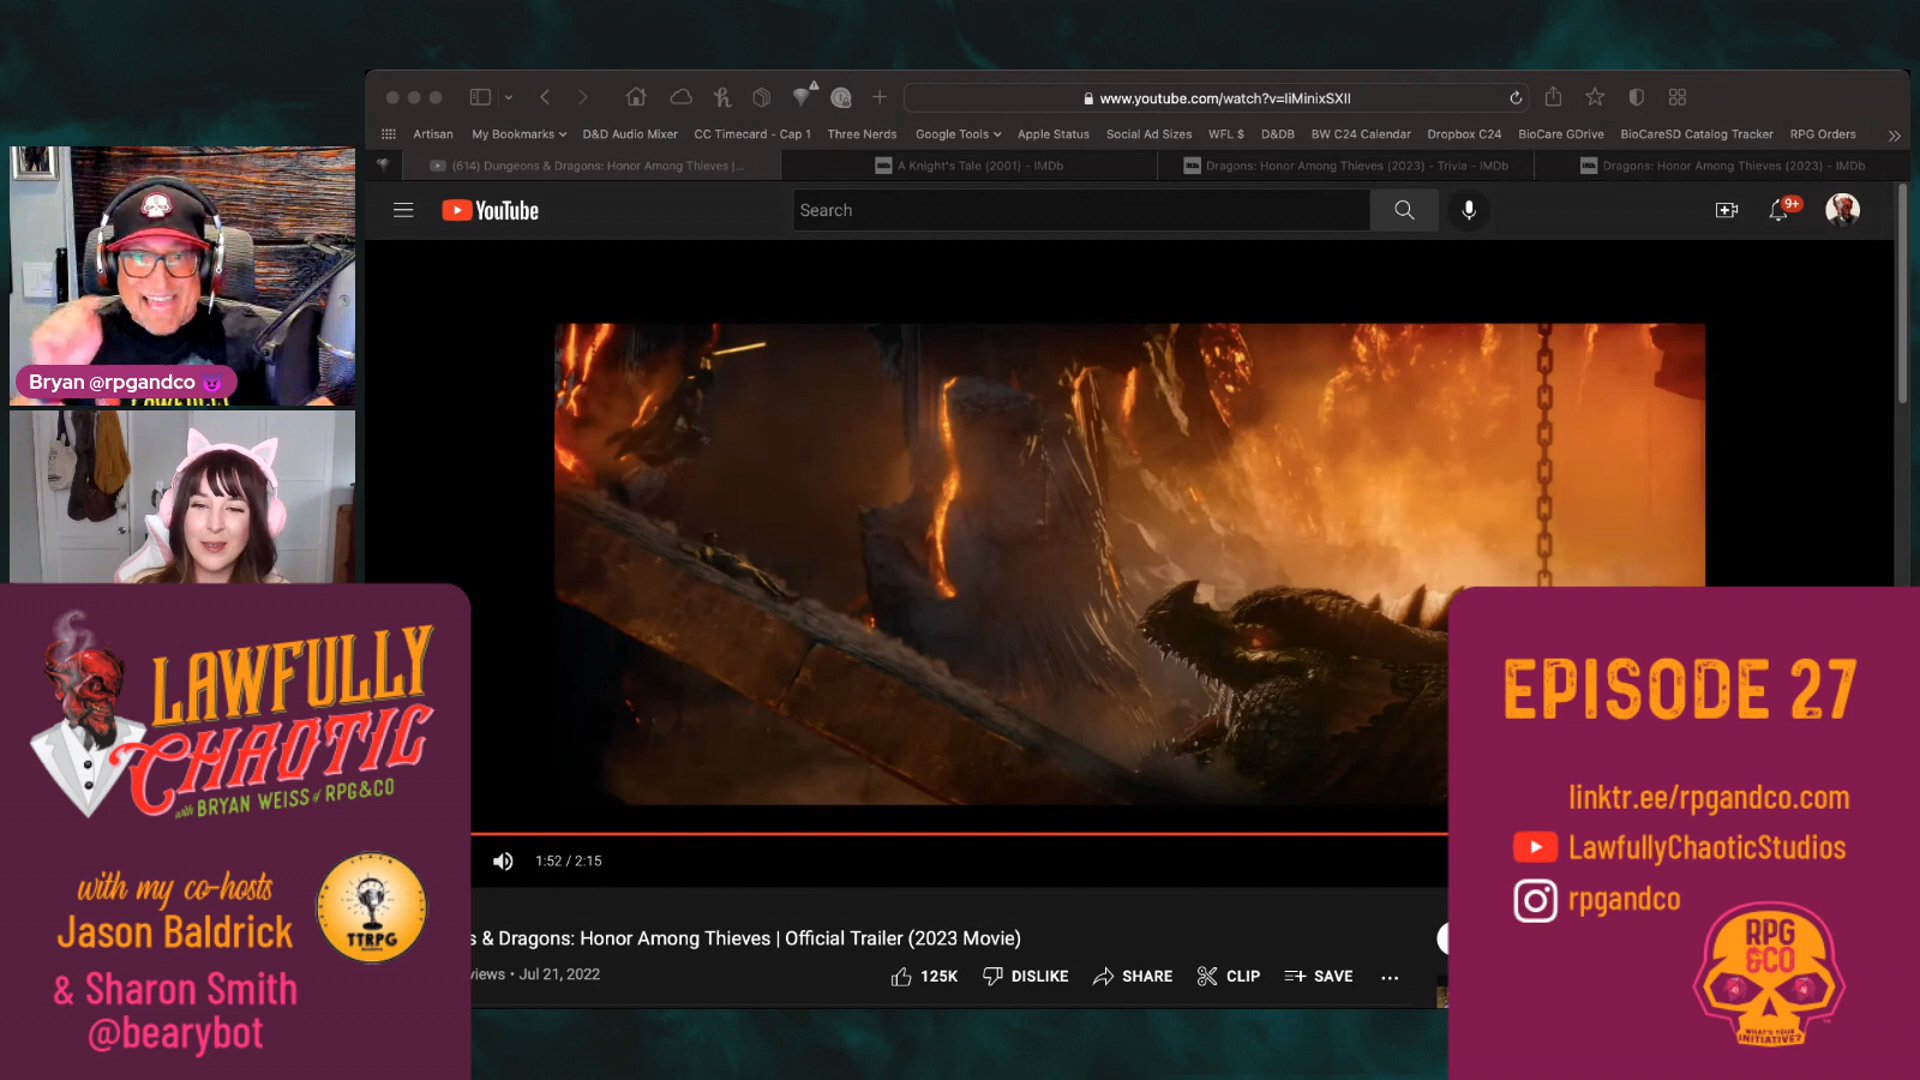 www.youtube.com/watch?v=IiMinixSXII
Artisan My Bookmarks D&D Audio Mixer CC Timecard - Cap 1 Three Nerds Google Tools Apple Status Social Ad Sizes WFL $ D&DB BW C24 Calendar Dropbox C24 BioCare GDrive BioCareSD Catalog Tracker RPG Orders
(614) Dungeons & Dragons: Honor Among Thieves |... A Knight's Tale (2001) - IMDb Dragons: Honor Among Thieves (2023) - Trivia - IMDb Dragons: Honor Among Thieves (2023) - IMDb
YouTube
Search
9+
Bryan @rpgandco
LAWFULLY
CHAOTIC
with BRYAN WEISS of RPG&CO
with my co-hosts
Jason Baldrick
TTRPG
& Sharon Smith
@bearybot
1:52 / 2:15
s & Dragons: Honor Among Thieves | Official Trailer (2023 Movie)
views • Jul 21, 2022
125K DISLIKE SHARE CLIP SAVE ...
EPISODE 27
linktr.ee/rpgandco.com
LawfullyChaoticStudios
rpgandco
RPG
&CO
WHAT'S YOUR
INITIATIVE?